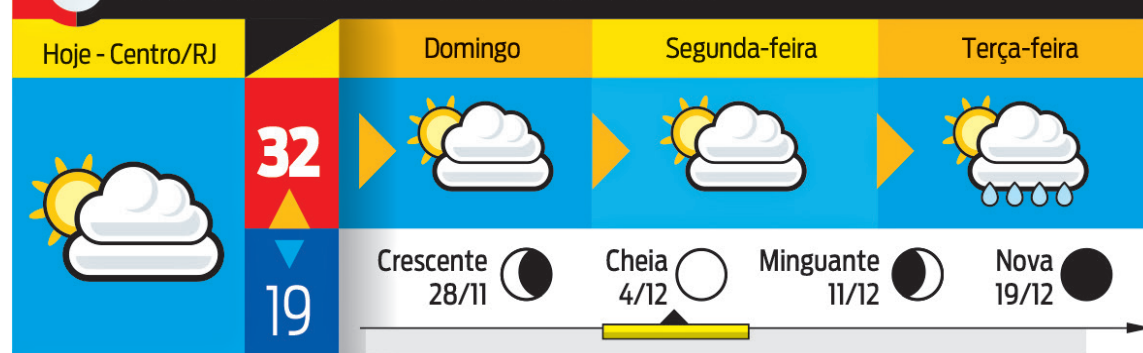 Hoje - Centro/RJ
32
19
Domingo
Segunda-feira
Terça-feira
Crescente
28/11
Cheia
4/12
Minguante
11/12
Nova
19/12